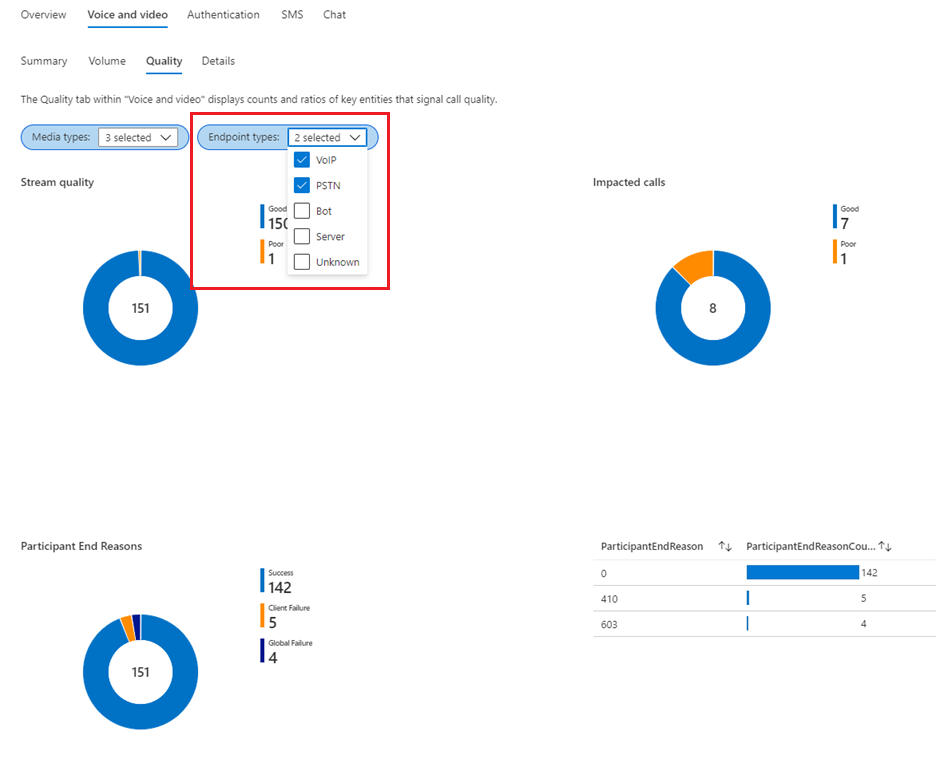 Overview Voice and video Authentication SMS Chat
Summary Volume Quality Details
The Quality tab within "Voice and video" displays counts and ratios of key entities that signal call quality.
Media types: 3 selected Endpoint types: 2 selected
VoIP
PSTN
Bot
Server
Unknown
Stream quality
Good
150
Poor
1
151
Impacted calls
Good
7
Poor
1
8
Participant End Reasons
Success
142
Client Failure
5
Global Failure
4
151
ParticipantEndReason ParticipantEndReasonCou...
0 142
410 5
603 4